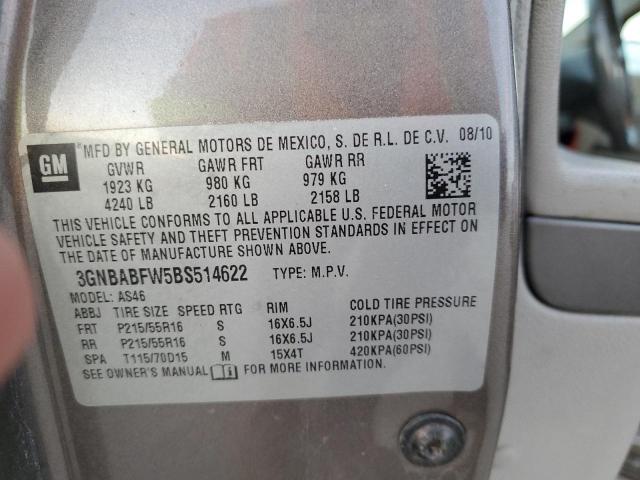 GM
MFD BY GENERAL MOTORS DE MEXICO, S. DE R.L. DE C.V. 08/10
GVWR GAWR FRT GAWR RR
1923 KG 980 KG 979 KG
4240 LB 2160 LB 2158 LB
THIS VEHICLE CONFORMS TO ALL APPLICABLE U.S. FEDERAL MOTOR
VEHICLE SAFETY AND THEFT PREVENTION STANDARDS IN EFFECT ON
THE DATE OF MANUFACTURE SHOWN ABOVE.
3GNBABFW5BS514622 TYPE: M.P.V.
MODEL: AS46
ABBJ TIRE SIZE SPEED RTG RIM COLD TIRE PRESSURE
FRT P215/55R16 S 16X6.5J 210KPA(30PSI)
RR P215/55R16 S 16X6.5J 210KPA(30PSI)
SPA T115/70D15 M 15X4T 420KPA(60PSI)
SEE OWNER'S MANUAL FOR MORE INFORMATION.